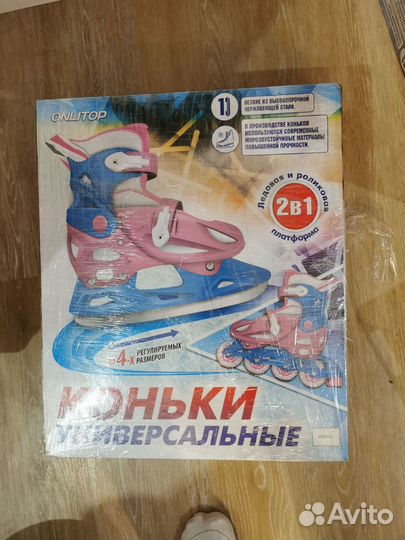 ONLITOP
ЛЕЗВИЕ ИЗ ВЫСОКОПРОЧНОЙ
НЕРЖАВЕЮЩЕЙ СТАЛИ.
В ПРОИЗВОДСТВЕ КОНЬКОВ
ИСПОЛЬЗУЮТСЯ СОВРЕМЕННЫЕ
МОРОЗОУСТОЙЧИВЫЕ МАТЕРИАЛЫ
ПОВЫШЕННОЙ ПРОЧНОСТИ.
Ледовая и роликовая
2В1
платформа
до 4-х РЕГУЛИРУЕМЫХ
РАЗМЕРОВ
КОНЬКИ
УНИВЕРСАЛЬНЫЕ
Avito